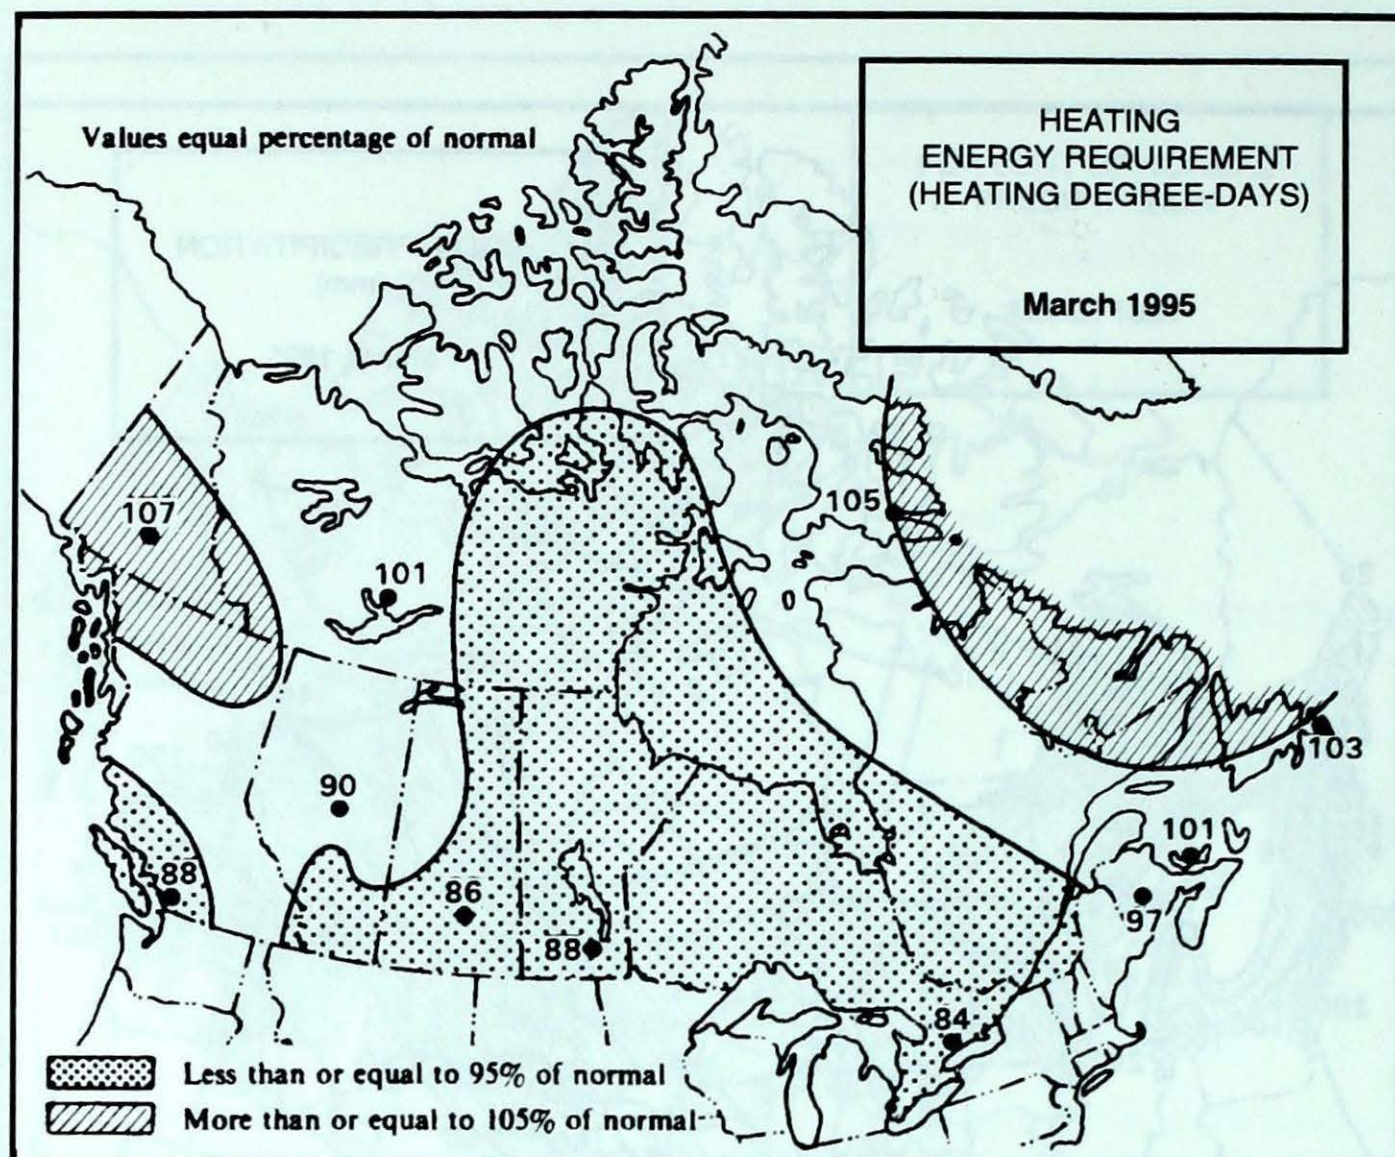 Values equal percentage of normal
HEATING
ENERGY REQUIREMENT
(HEATING DEGREE-DAYS)
March 1995
107
101
105
103
90
101
88
86
97
88
84
Less than or equal to 95% of normal
More than or equal to 105% of normal